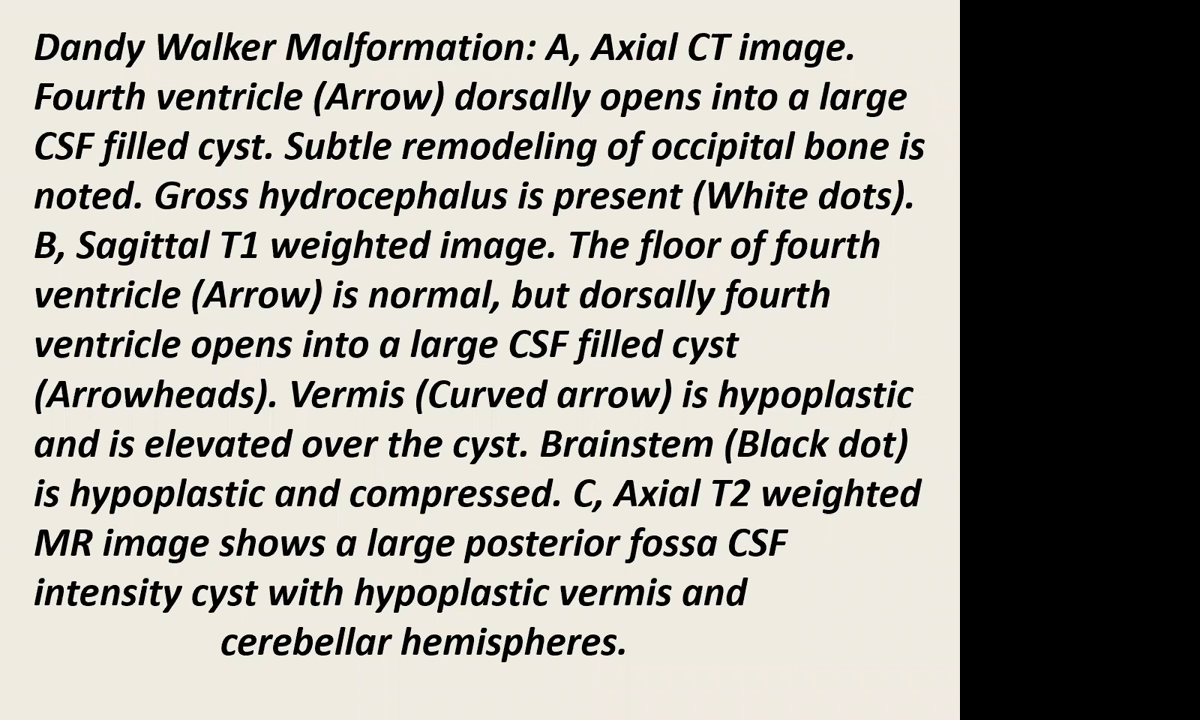 Dandy Walker Malformation: A, Axial CT image.
Fourth ventricle (Arrow) dorsally opens into a large
CSF filled cyst. Subtle remodeling of occipital bone is
noted. Gross hydrocephalus is present (White dots).
B, Sagittal T1 weighted image. The floor of fourth
ventricle (Arrow) is normal, but dorsally fourth
ventricle opens into a large CSF filled cyst
(Arrowheads). Vermis (Curved arrow) is hypoplastic
and is elevated over the cyst. Brainstem (Black dot)
is hypoplastic and compressed. C, Axial T2 weighted
MR image shows a large posterior fossa CSF
intensity cyst with hypoplastic vermis and
cerebellar hemispheres.